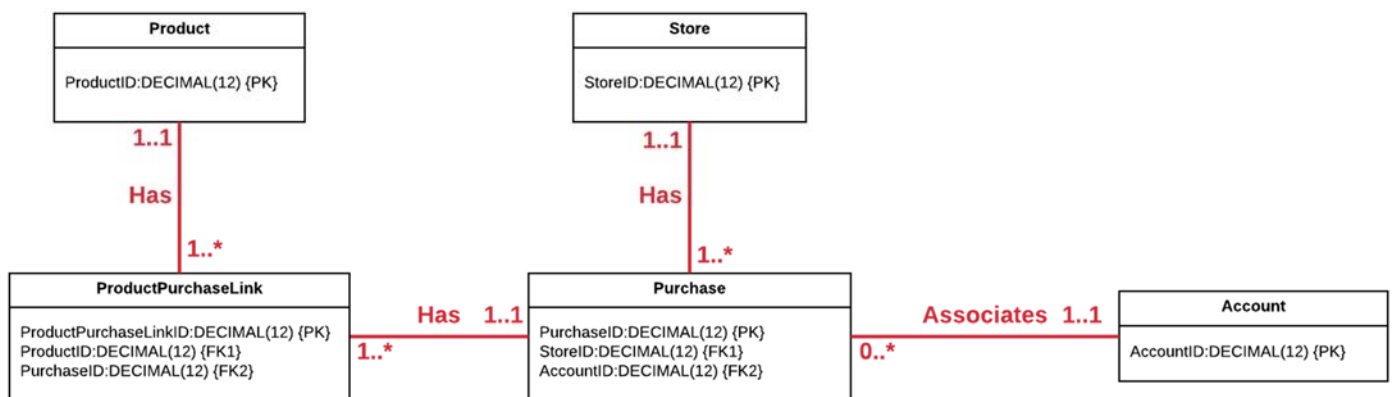 Product
ProductID:DECIMAL(12) {PK}
Store
StoreID:DECIMAL(12) {PK}
1..1
Has
1..*
1..1
Has
1..*
ProductPurchaseLink
ProductPurchaseLinkID:DECIMAL(12) {PK}
ProductID:DECIMAL(12) {FK1}
PurchaseID:DECIMAL(12) {FK2}
Has 1..1
1..*
Purchase
PurchaseID:DECIMAL(12) {PK}
StoreID:DECIMAL(12) {FK1}
AccountID:DECIMAL(12) {FK2}
Associates 1..1
0..*
Account
AccountID:DECIMAL(12) {PK}